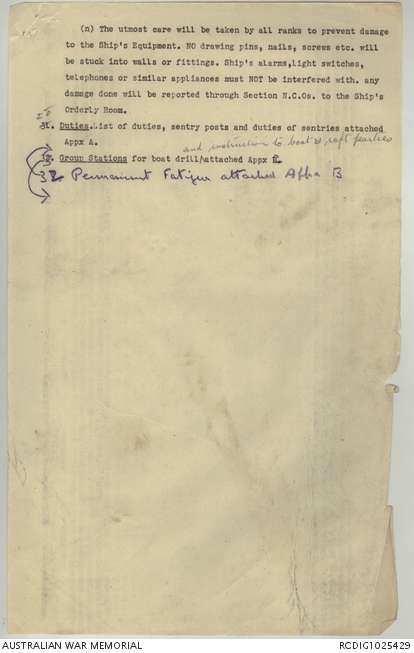 (n) The utmost care will be taken by all ranks to prevent damage
to the Ship's Equipment. NO drawing pins, nails, screws etc. will
be stuck into walls or fittings. Ship's alarms,light switches,
telephones or similar appliances must NOT be interfered with. any
damage done will be reported through Section N.C.Os. to the Ship's
Orderly Room.
31. Duties.List of duties, sentry posts and duties of sentries attached
Appx A.
and instruction to boat & raft parties
32. Group Stations for boat drill/attached Appx
32 Permanent Fatigue attached Appx B
AUSTRALIAN WAR MEMORIAL
RCDIG1025429